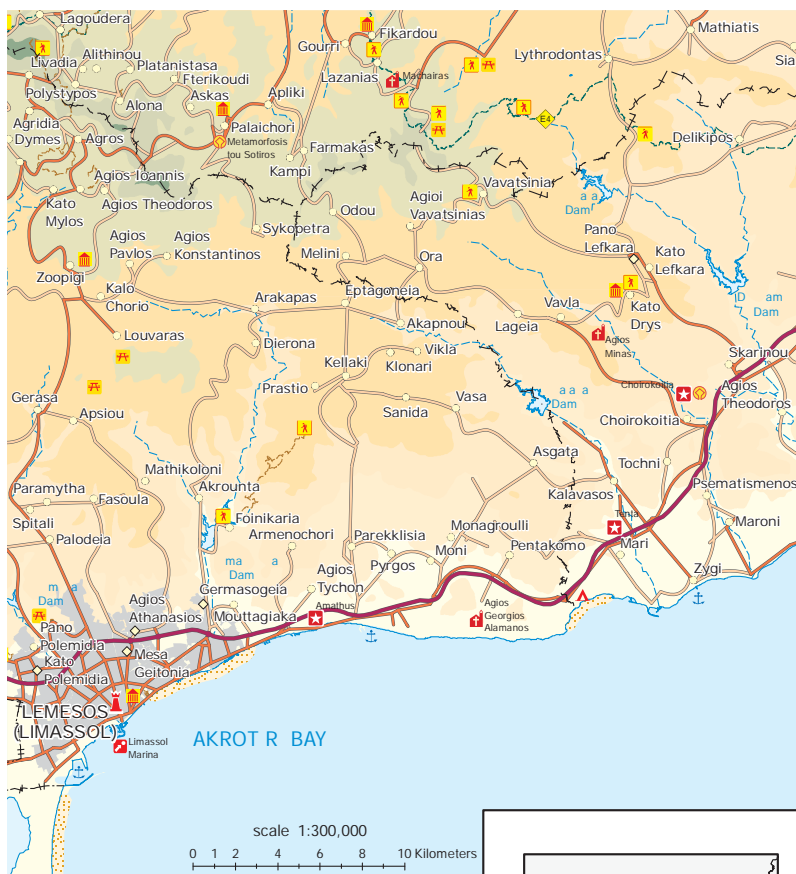 Lagoudera
Fikardou
Gourri
Mathiatis
Lythrodontas
Alithinou
Livadia
Platanistasa
Lazanias
Machairas
Sia
Polystypos
Fterikoudi
Askas
Alona
Apliki
E4
Agridia
Palaichori
Metamorfosis
tou Sotiros
Dymes
Agros
Farmakas
DeliKipos
Kampi
Agios Ioannis
Vavatsinia
Kato
Mylos
Agios Theodoros
Agioi
Vavatsinias
Odou
a a
Dam
Sykopetra
Pano
Lefkara
Agios
Pavlos
Agios
Konstantinos
Melini
Ora
Kato
Lefkara
Zoopigi
Kalo
Chorio
Eptagoneia
D am
Dam
Arakapas
Akapnou
Lageia
Vavla
Kato
Drys
Louvaras
Dierona
Agios
Minas
Kellaki
Vikla
Klonari
Skarinou
Prastio
Choirokoitia
Agios
Theodoros
Gerasa
Apsiou
Sanida
Vasa
a a a
Dam
Choirokoitia
Asgata
Tochni
Mathikoloni
Paramytha
Fasoula
Akrounta
Kalavasos
Psematismenos
Spitali
Foinikaria
Tenta
Maroni
Palodeia
Armenochori
Parekklisia
Monagroulli
Moni
Pentakomo
Mari
ma a
Dam
Pyrgos
Zygi
m a
Dam
Germasogeia
Agios
Tychon
Agios
Athanasios
Mouttagiaka
Amathus
Agios
Georgios
Alamanos
Pano
Polemidia
Kato
Polemidia
Mesa
Geitonia
LEMESOS
(LIMASSOL)
Limassol
Marina
AKROT R BAY
scale 1:300,000
0 1 2 4 6 8 10 Kilometers